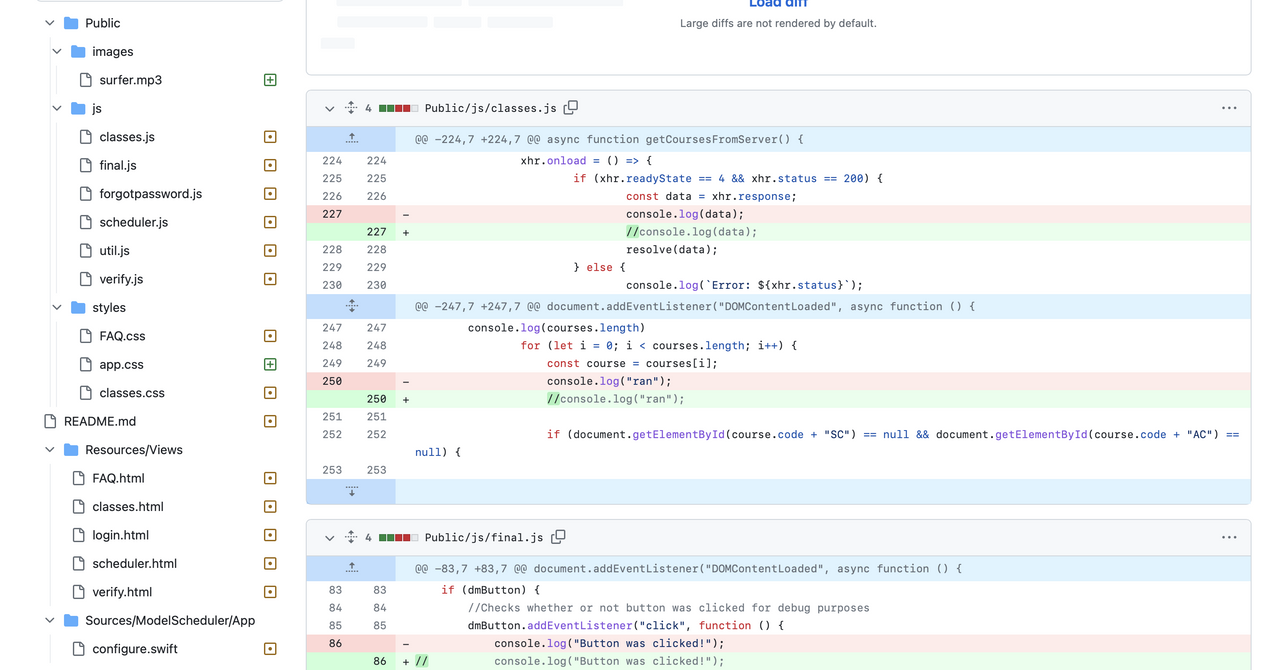 Public
images
surfer.mp3
js
classes.js
final.js
forgotpassword.js
scheduler.js
util.js
verify.js
styles
FAQ.css
app.css
classes.css
README.md
Resources/Views
FAQ.html
classes.html
login.html
scheduler.html
verify.html
Sources/ModelScheduler/App
configure.swift
Load diff
Large diffs are not rendered by default.
4 Public/js/classes.js
@@ -224,7 +224,7 @@ async function getCoursesFromServer() {
224 224 xhr.onload = () => {
225 225 if (xhr.readyState == 4 && xhr.status == 200) {
226 226 const data = xhr.response;
227 - console.log(data);
227 + //console.log(data);
228 228 resolve(data);
229 229 } else {
230 230 console.log(`Error: ${xhr.status}`);
@@ -247,7 +247,7 @@ document.addEventListener("DOMContentLoaded", async function () {
247 247 console.log(courses.length)
248 248 for (let i = 0; i < courses.length; i++) {
249 249 const course = courses[i];
250 - console.log("ran");
250 + //console.log("ran");
251 251
252 252 if (document.getElementById(course.code + "SC") == null && document.getElementById(course.code + "AC") ==
null) {
253 253
4 Public/js/final.js
@@ -83,7 +83,7 @@ document.addEventListener("DOMContentLoaded", async function () {
83 83 if (dmButton) {
84 84 //Checks whether or not button was clicked for debug purposes
85 85 dmButton.addEventListener("click", function () {
86 - console.log("Button was clicked!");
86 + // console.log("Button was clicked!");